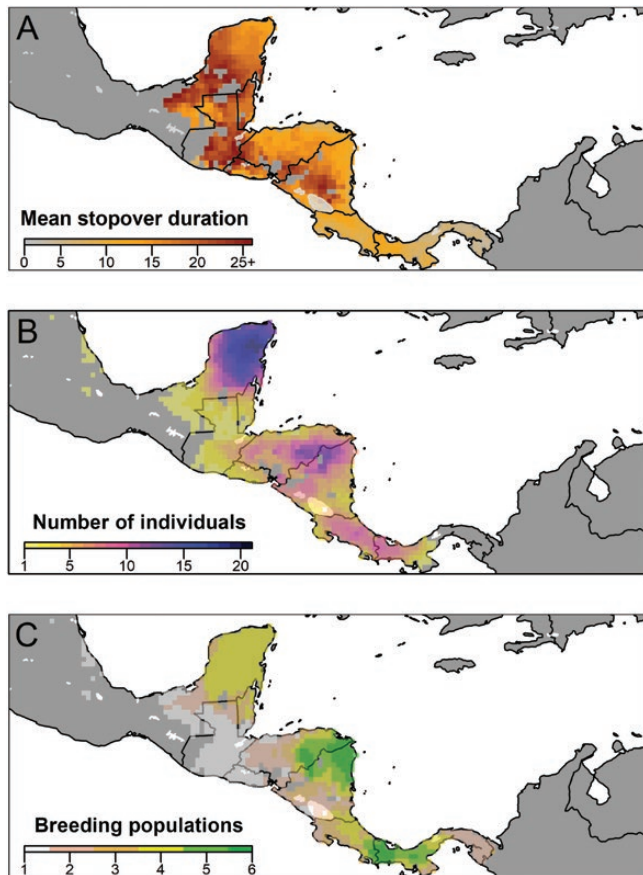 A
Mean stopover duration
0 5 10 15 20 25+
B
Number of individuals
1 5 10 15 20
C
Breeding populations
1 2 3 4 5 6